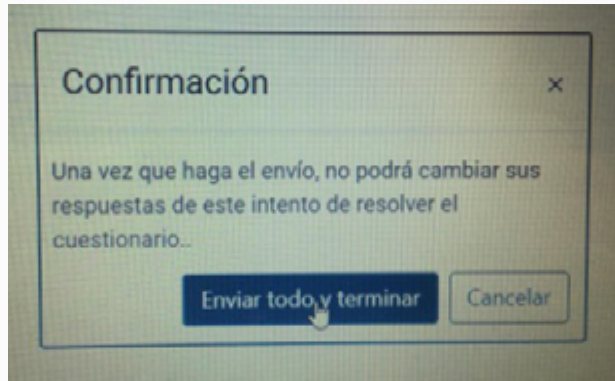 Confirmación
×
Una vez que haga el envío, no podrá cambiar sus
respuestas de este intento de resolver el
cuestionario..
Enviar todo y terminar
Cancelar